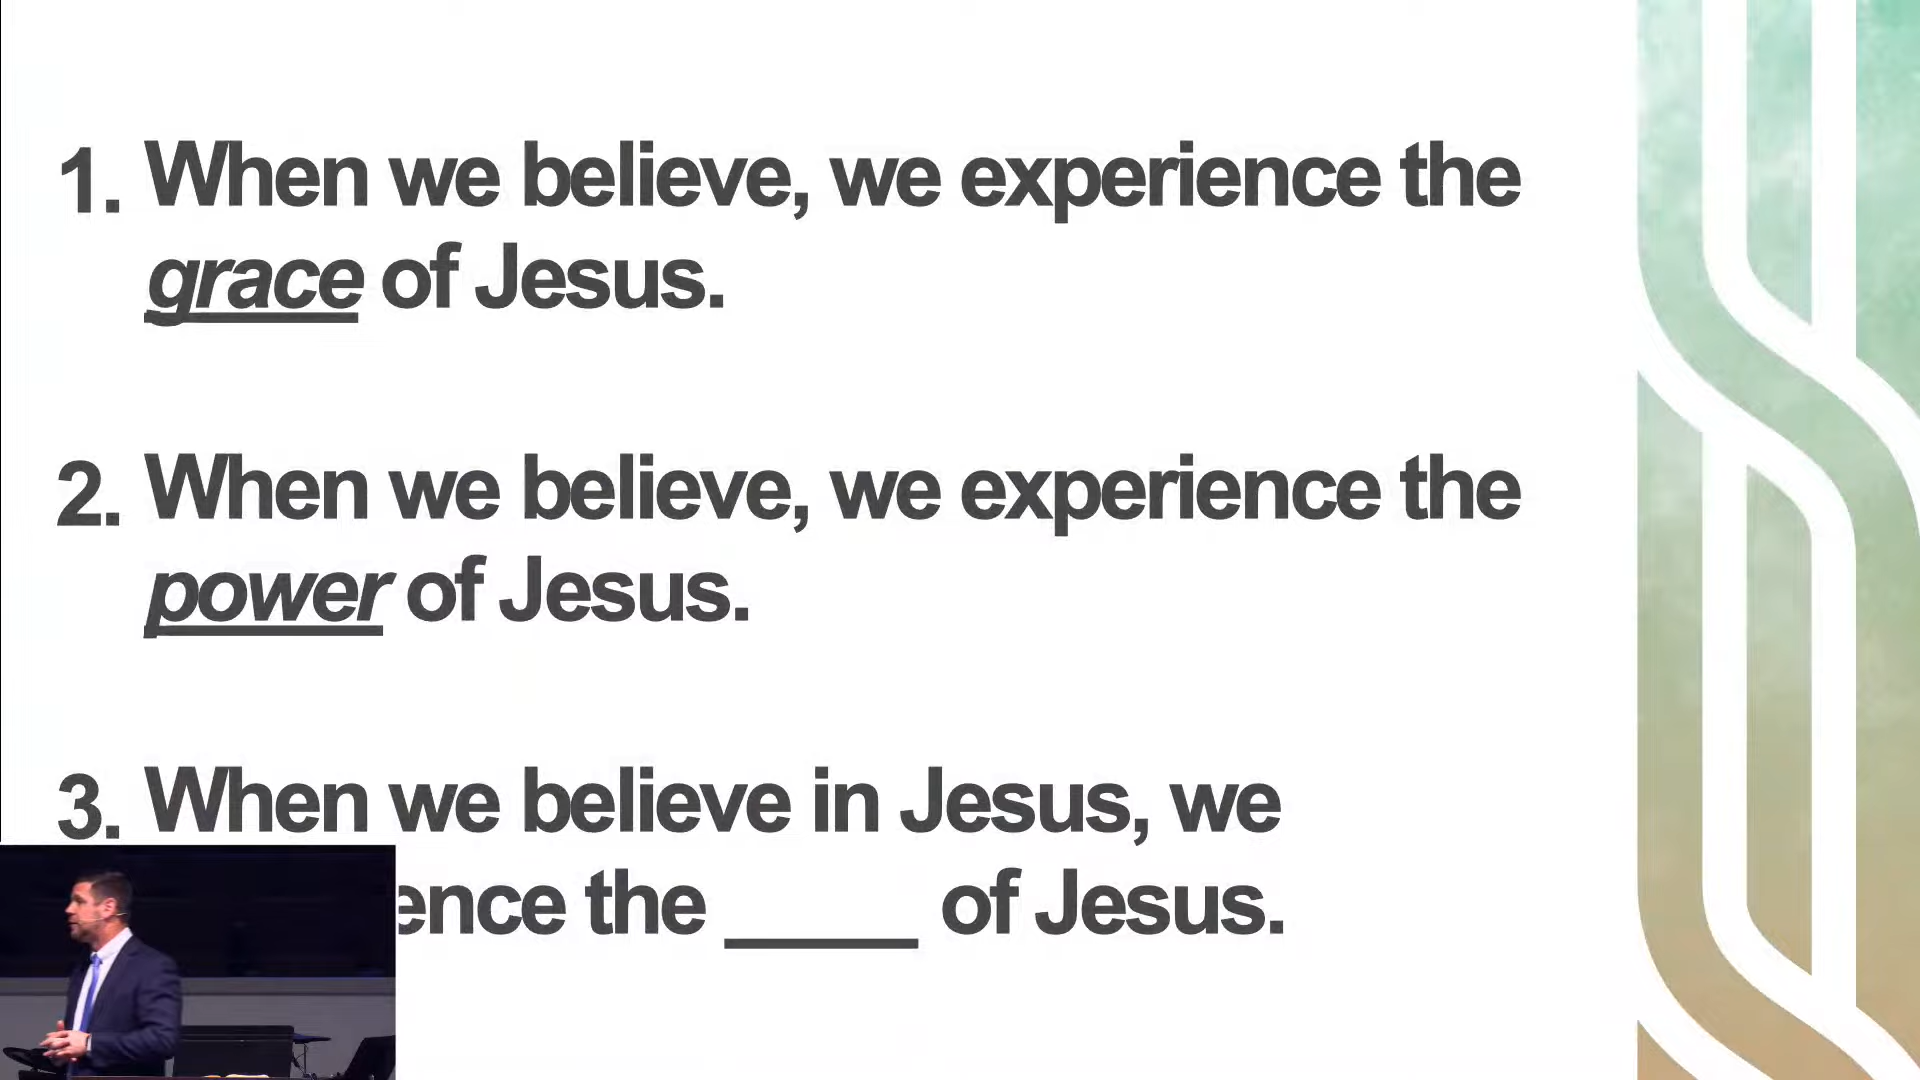 1. When we believe, we experience the
grace of Jesus.
2. When we believe, we experience the
power of Jesus.
3. When we believe in Jesus, we
ence the _____ of Jesus.